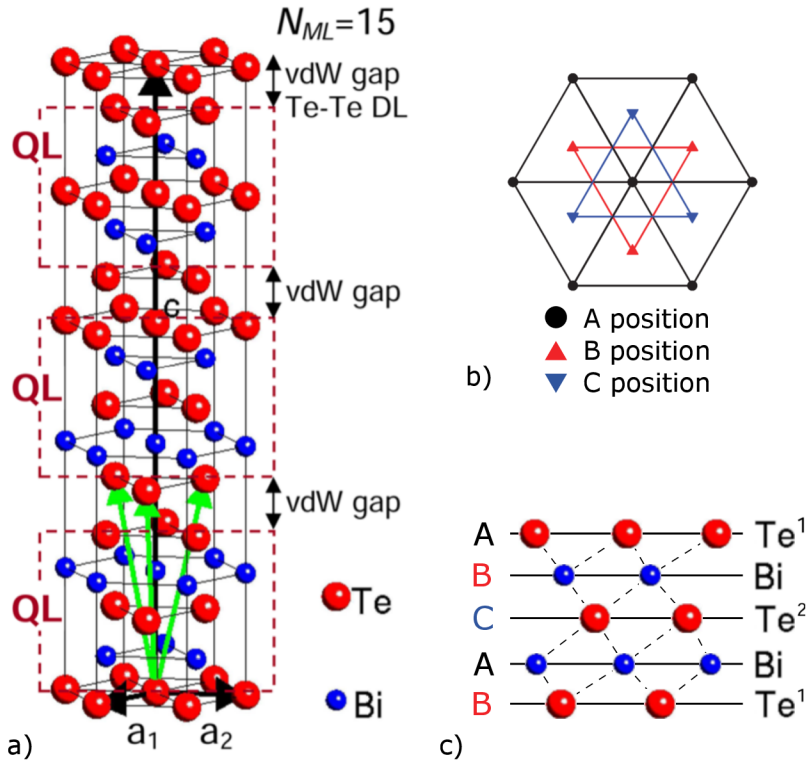 N_ML=15
vdW gap
Te-Te DL
QL
vdW gap
c
QL
vdW gap
QL
Te
Bi
a₁ a₂
a)
A position
B position
C position
b)
A Te¹
B Bi
C Te²
A Bi
B Te¹
c)